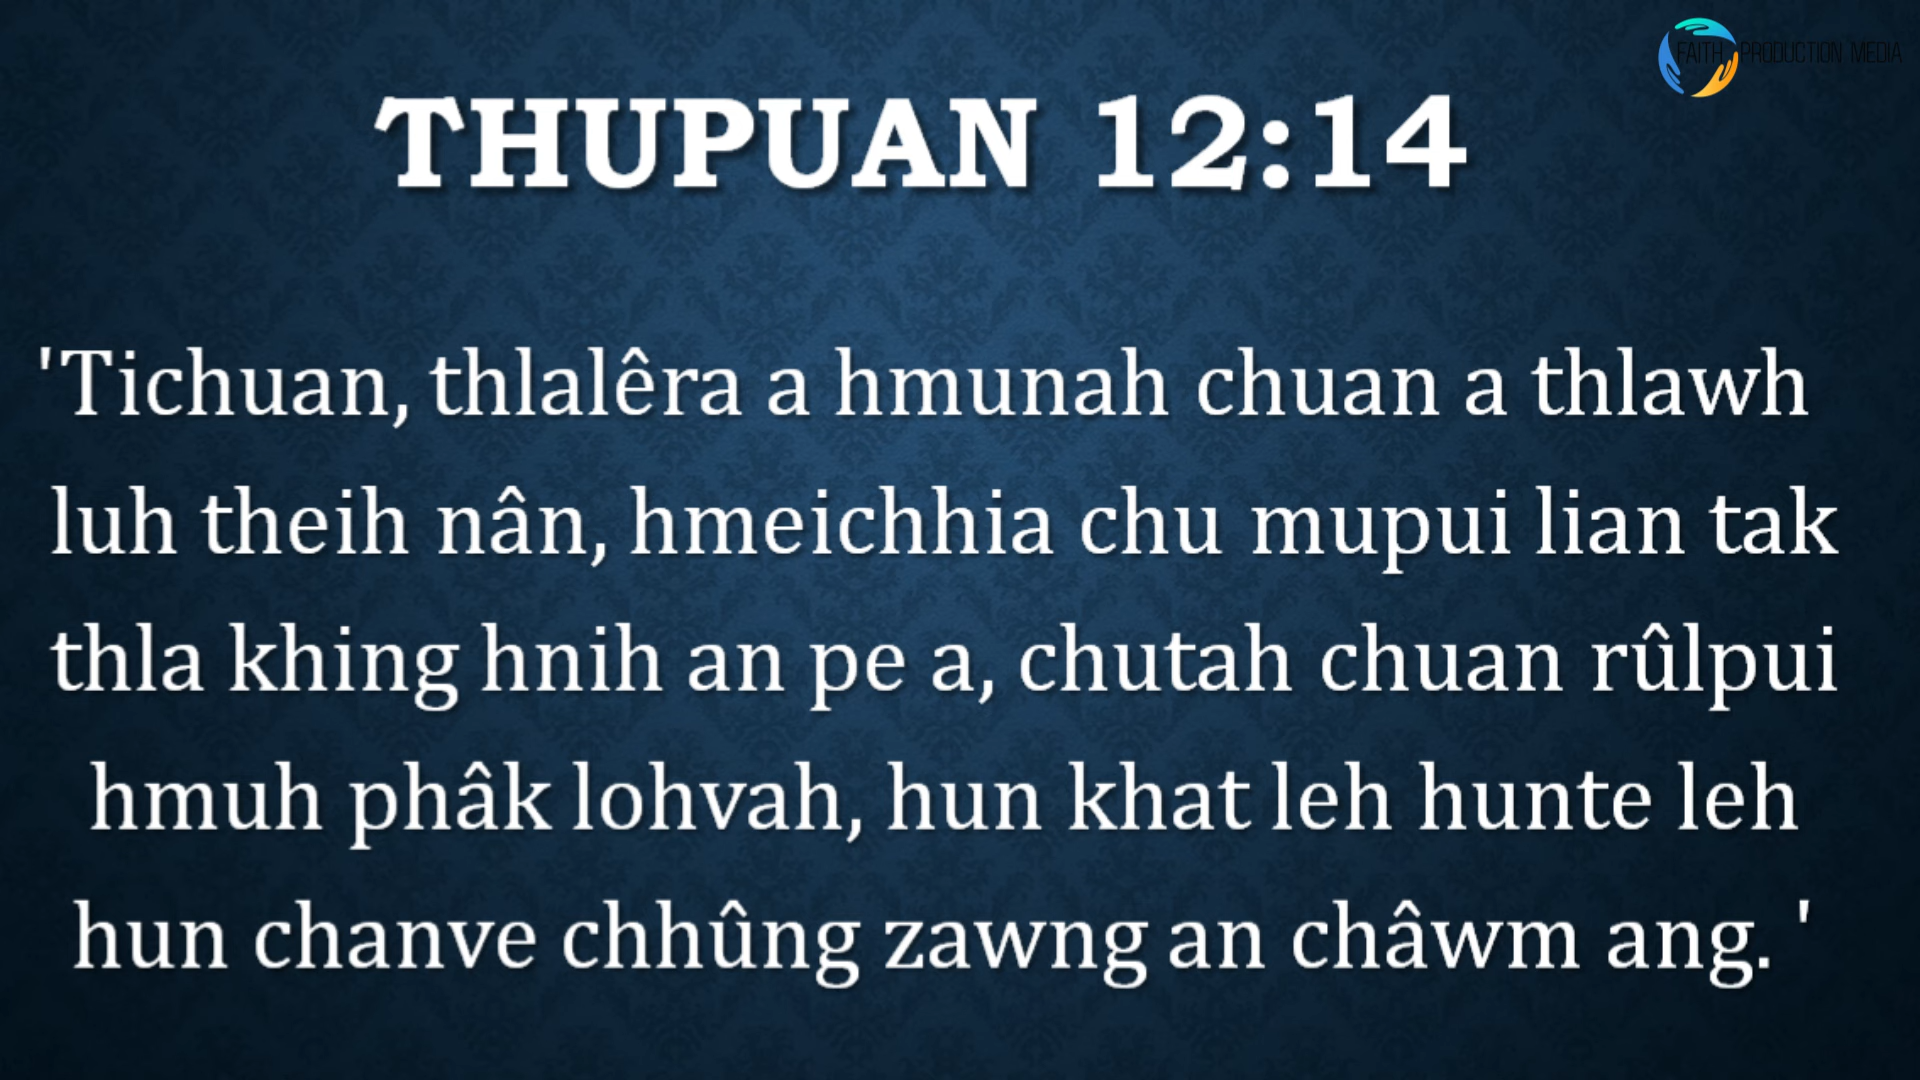 FAITH PRODUCTION MEDIA
THUPUAN 12:14
'Tichuan, thlalêra a hmunah chuan a thlawh
luh theih nân, hmeichhia chu mupui lian tak
thla khing hnih an pe a, chutah chuan rûlpui
hmuh phâk lohvah, hun khat leh hunte leh
hun chanve chhûng zawng an châwm ang. '